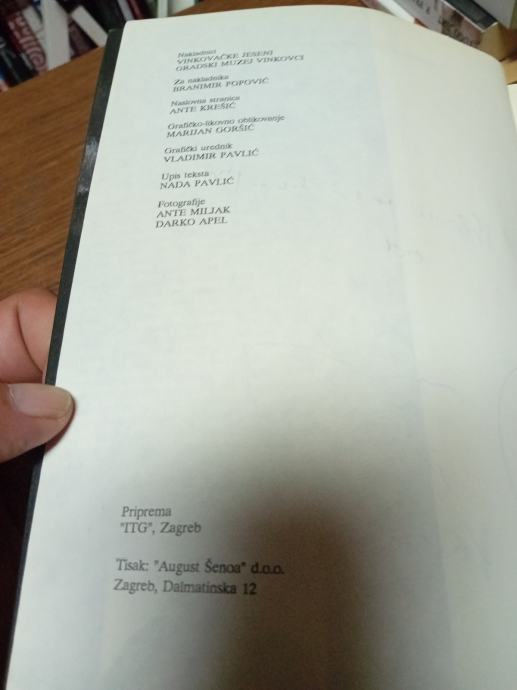 Nakladnici
VINKOVAČKE JESENI
GRADSKI MUZEJ VINKOVCI
Za nakladnika
BRANIMIR POPOVIĆ
Naslovna stranica
ANTE KREŠIĆ
Grafičko-likovno oblikovanje
MARIJAN GORŠIĆ
Grafički urednik
VLADIMIR PAVLIĆ
Upis teksta
NADA PAVLIĆ
Fotografije
ANTE MILJAK
DARKO APEL
Priprema
"ITG", Zagreb
Tisak: "August Šenoa" d.o.o.
Zagreb, Dalmatinska 12